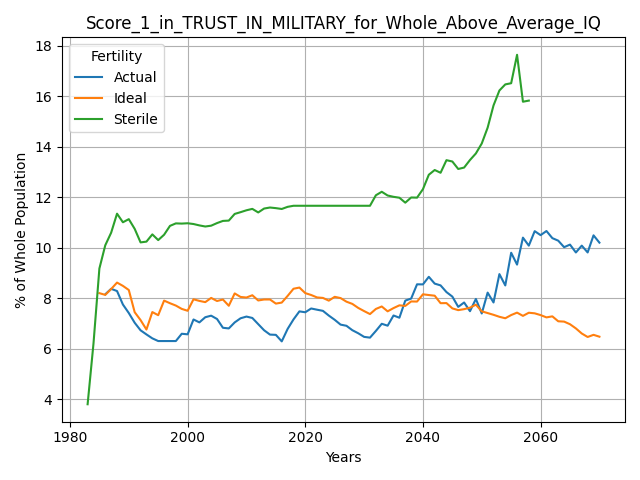 Score_1_in_TRUST_IN_MILITARY_for_Whole_Above_Average_IQ
Fertility
Actual
Ideal
Sterile
% of Whole Population
18
16
14
12
10
8
6
4
1980
2000
2020
2040
2060
Years